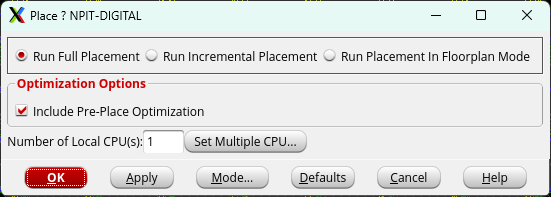 Place ? NPIT-DIGITAL
Run Full Placement Run Incremental Placement Run Placement In Floorplan Mode
Optimization Options
Include Pre-Place Optimization
Number of Local CPU(s): 1 Set Multiple CPU...
OK Apply Mode... Defaults Cancel Help